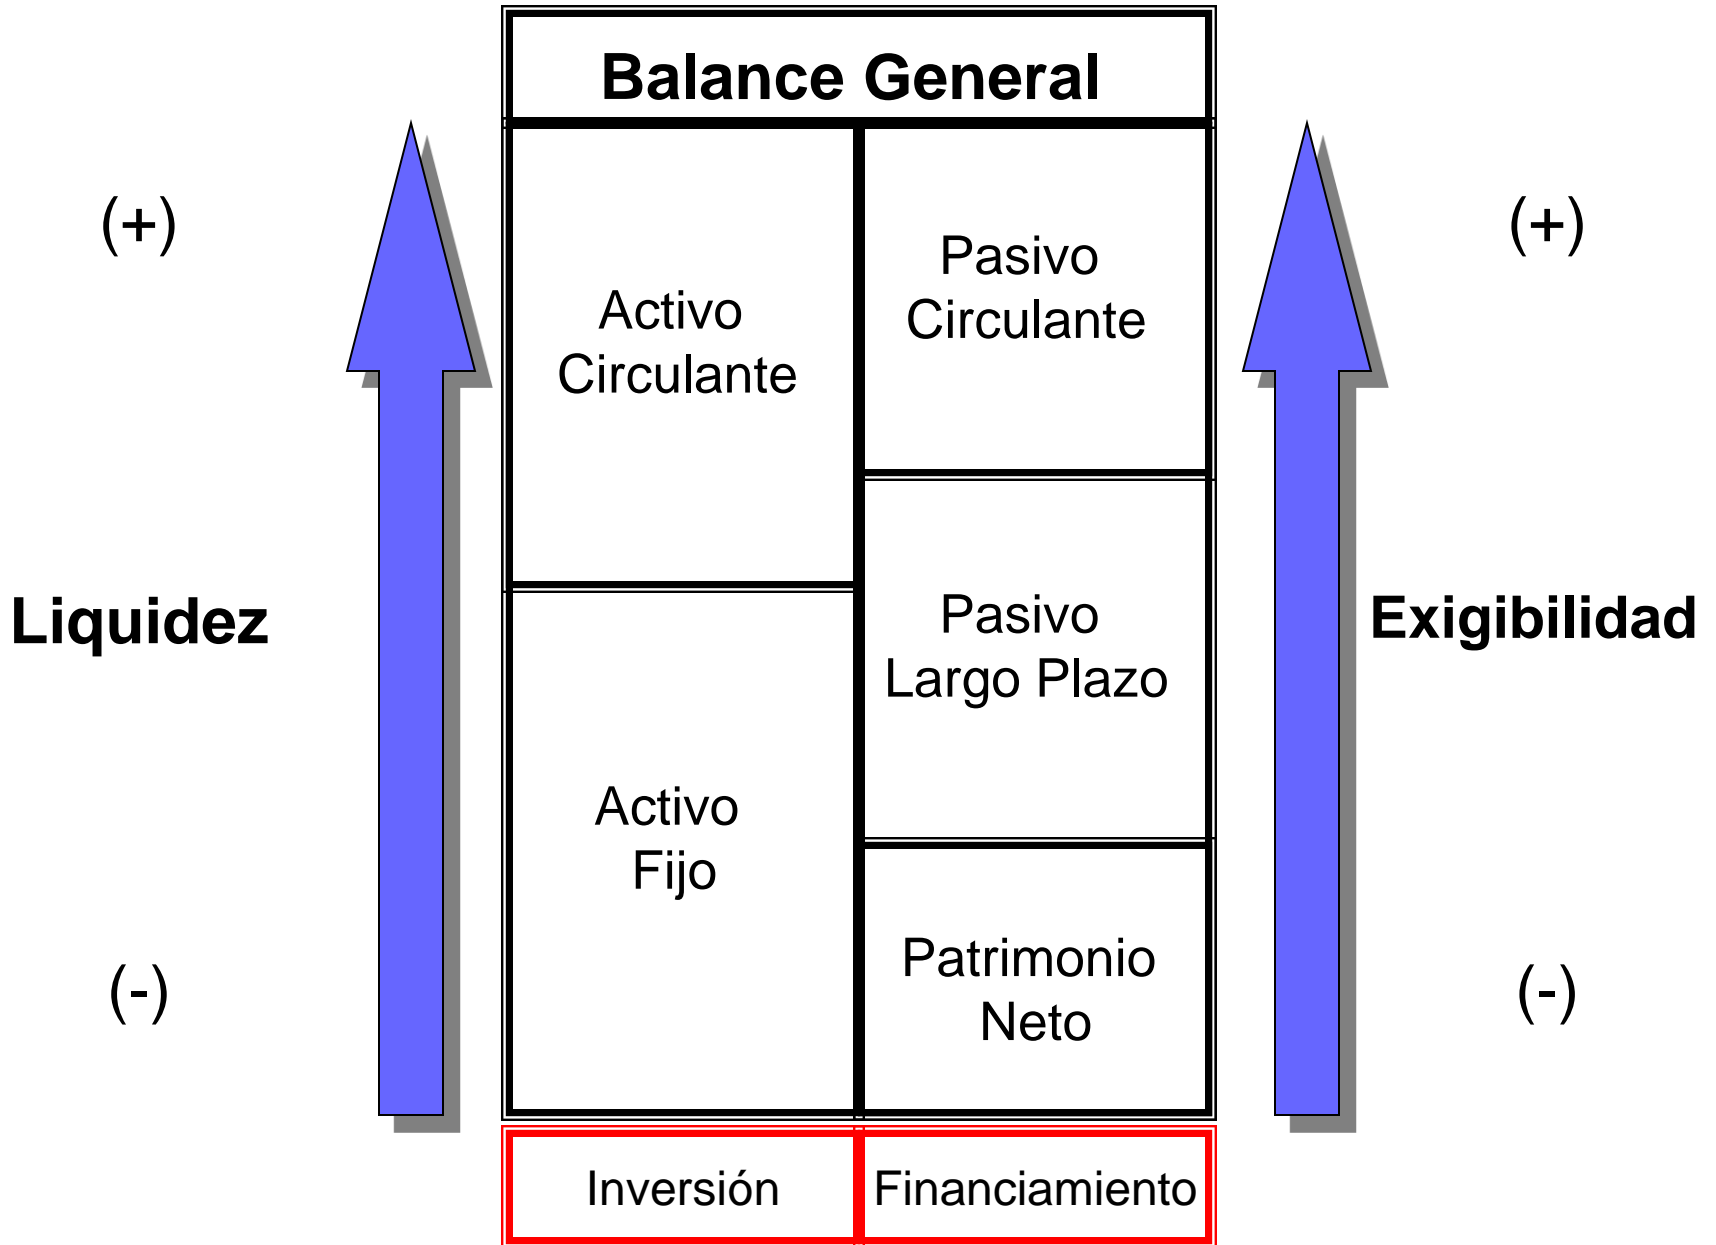 Balance General
(+)
(+)
Activo
Circulante
Pasivo
Circulante
Liquidez
Pasivo
Largo Plazo
Exigibilidad
Activo
Fijo
Patrimonio
Neto
(-)
(-)
Inversión
Financiamiento